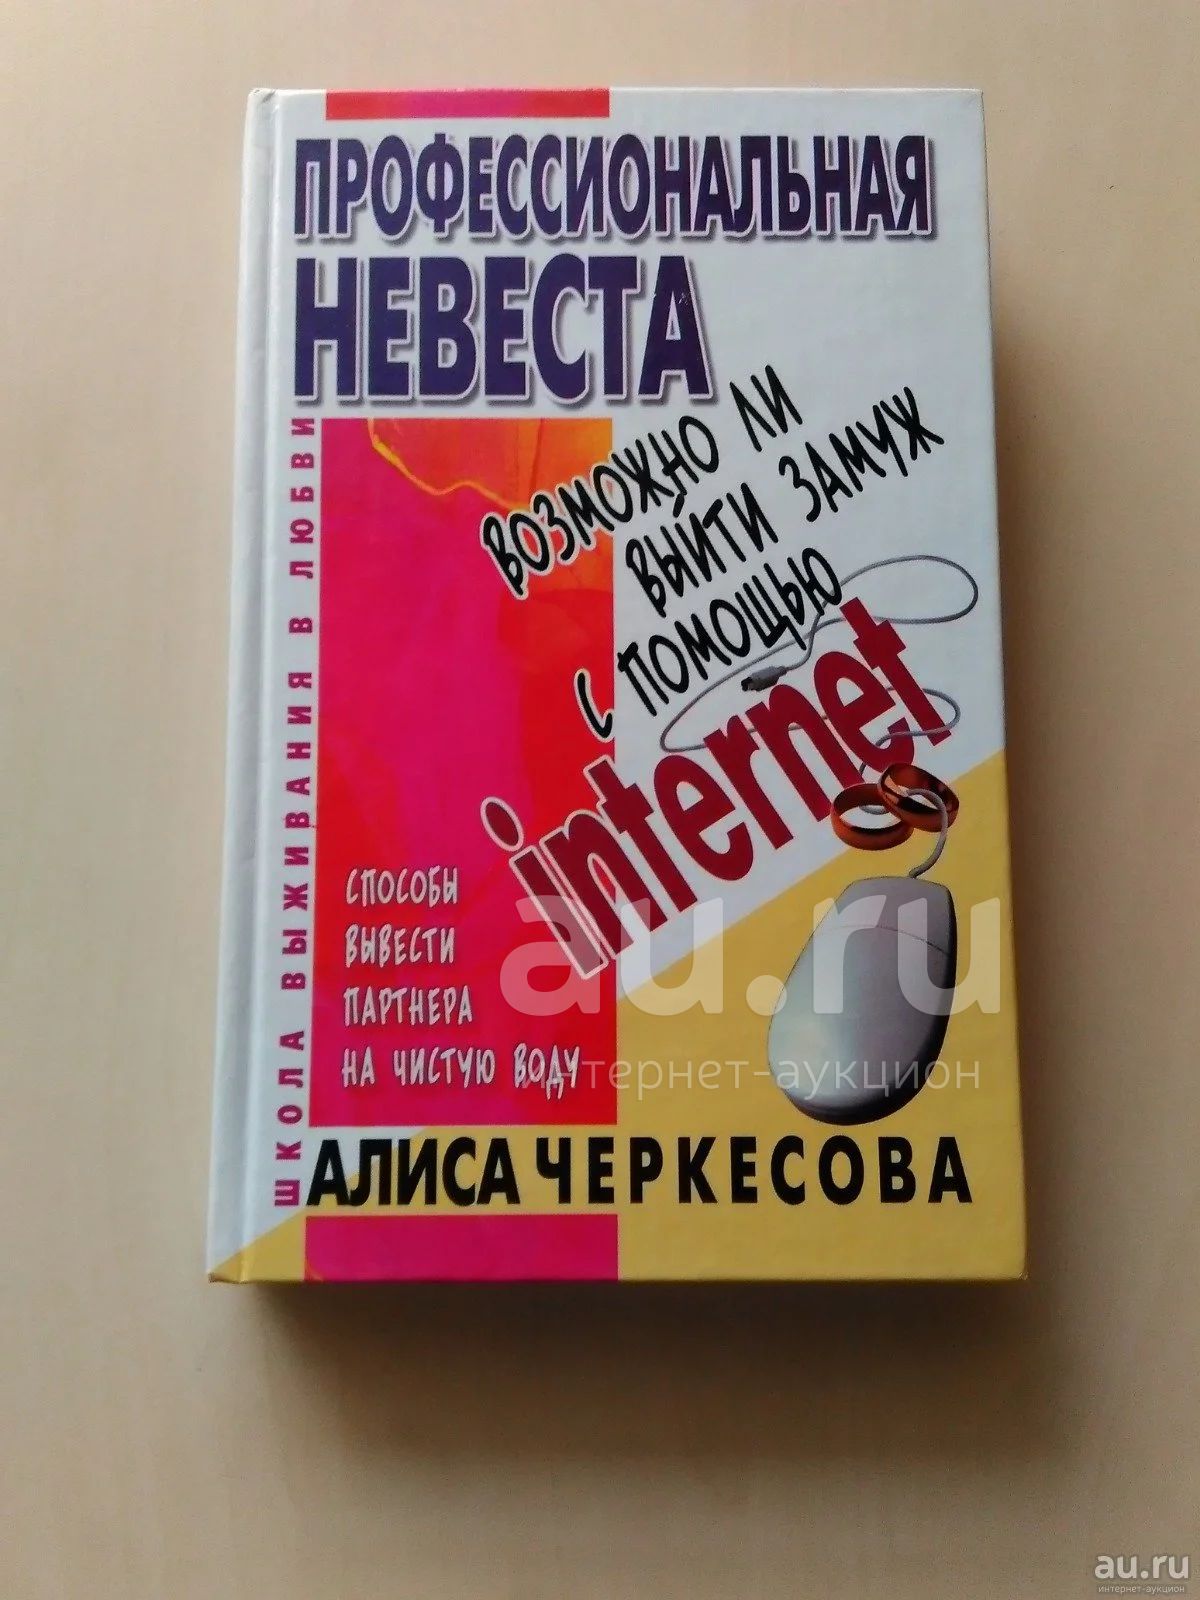 ПРОФЕССИОНАЛЬНАЯ
НЕВЕСТА
ВОЗМОЖНО ЛИ
ВЫЙТИ ЗАМУЖ
С ПОМОЩЬЮ
internet
ШКОЛА ВЫЖИВАНИЯ В ЛЮБВИ
СПОСОБЫ
ВЫВЕСТИ
ПАРТНЕРА
НА ЧИСТУЮ ВОДУ
au.ru
интернет-аукцион
АЛИСА ЧЕРКЕСОВА
au.ru
интернет-аукцион